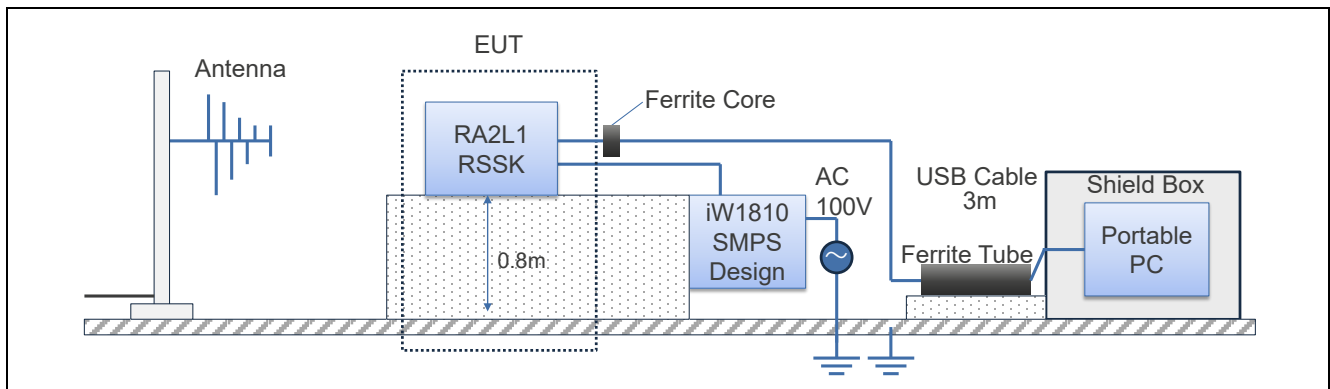 EUT
Antenna
Ferrite Core
RA2L1
RSSK
AC
100V
USB Cable
3m
Shield Box
iW1810
SMPS
Design
Portable
PC
0.8m
Ferrite Tube